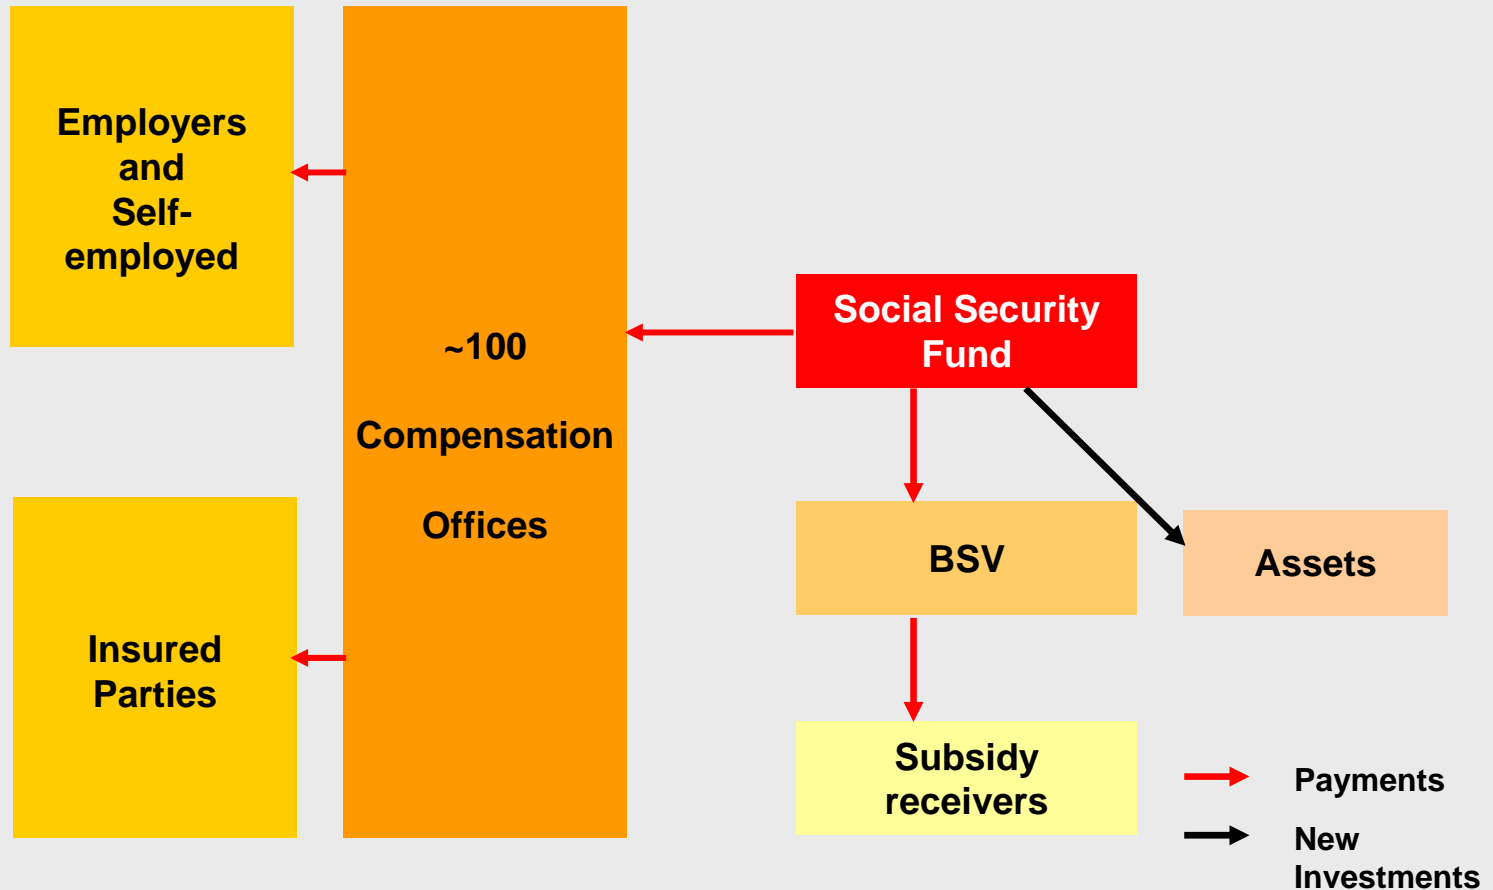 Employers
and
Self-
employed
~100
Compensation
Offices
Insured
Parties
Social Security
Fund
BSV
Assets
Subsidy
receivers
Payments
New
Investments